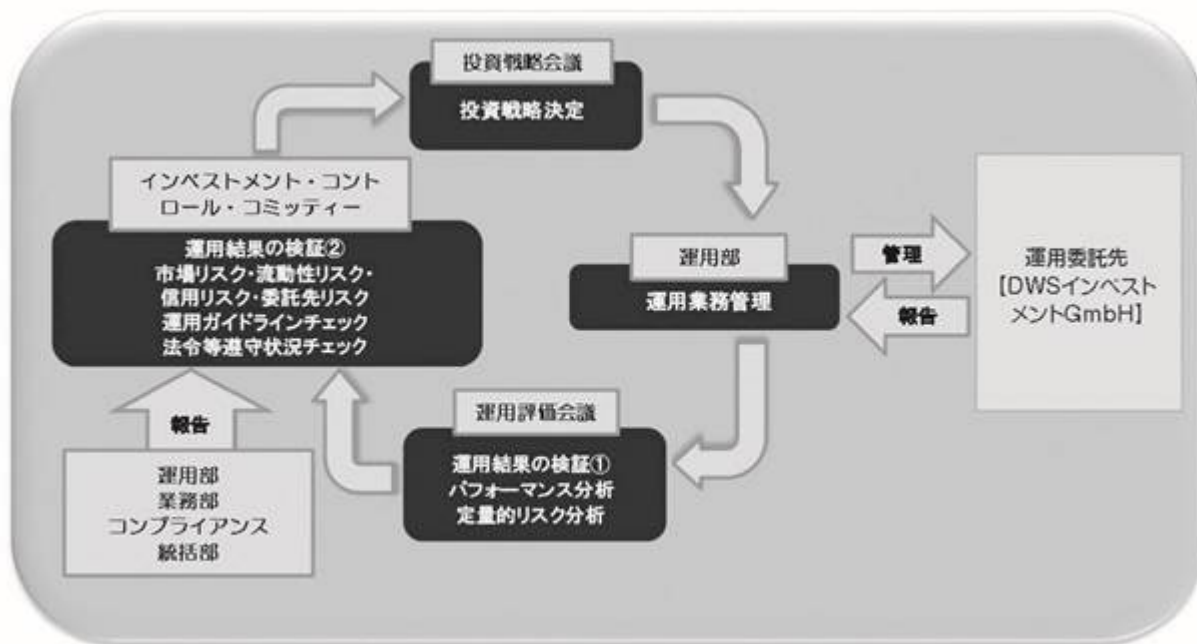 投資戦略会議
投資戦略決定
インベストメント・コント
ロール・コミッティー
運用結果の検証②
市場リスク・流動性リスク・
信用リスク・委託先リスク
運用ガイドラインチェック
法令等遵守状況チェック
運用部
運用業務管理
管理
報告
運用委託先
【DWSインベスト
メントGmbH】
運用評価会議
運用結果の検証①
パフォーマンス分析
定量的リスク分析
報告
運用部
業務部
コンプライアンス
統括部